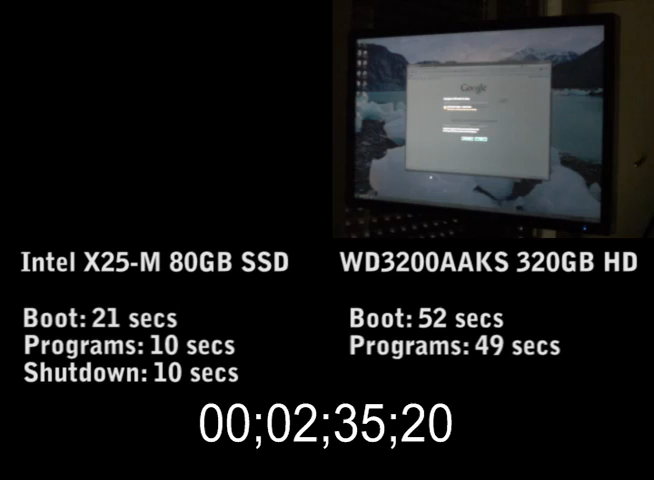 Google
Intel X25-M 80GB SSD
WD3200AAKS 320GB HD
Boot: 21 secs
Programs: 10 secs
Shutdown: 10 secs
Boot: 52 secs
Programs: 49 secs
00;02;35;20